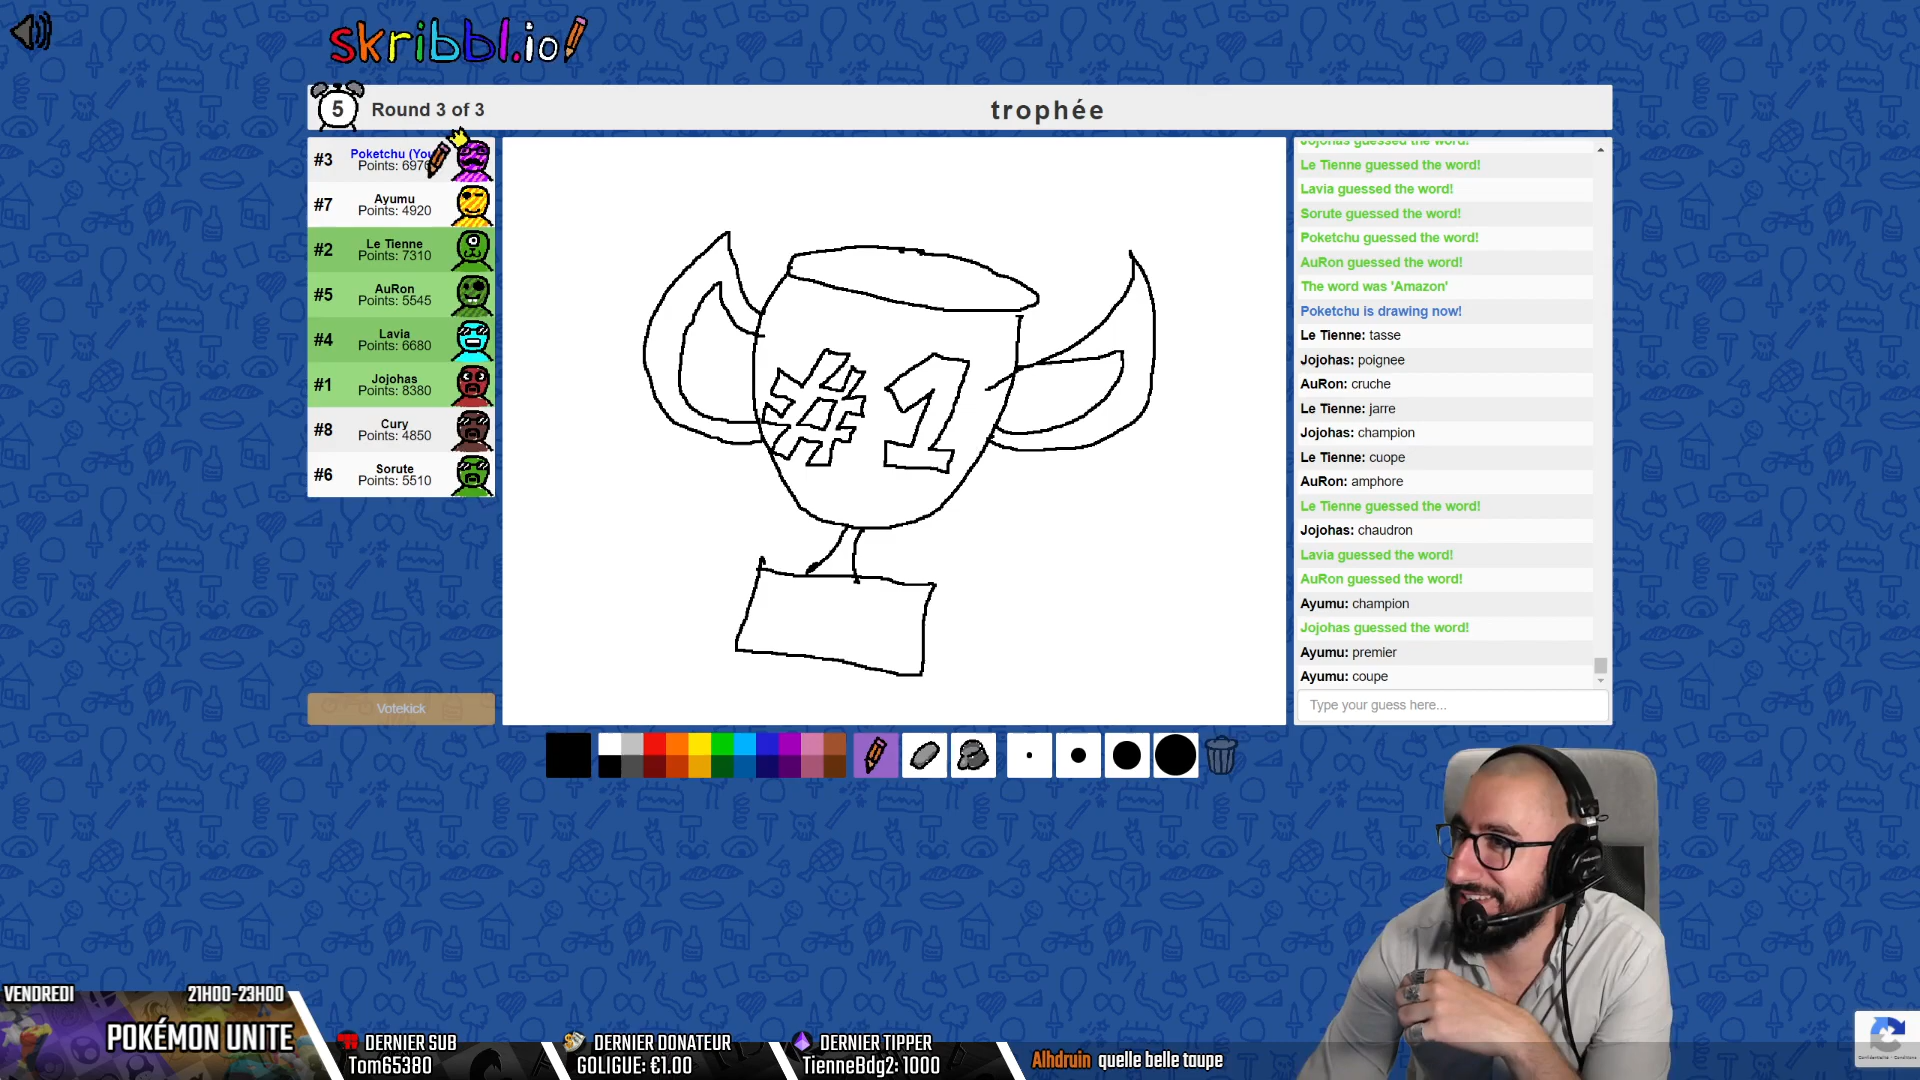 skribbl.io
5
Round 3 of 3
trophée
#3
Poketchu (You
Points: 6976
#7
Ayumu
Points: 4920
#2
Le Tienne
Points: 7310
#5
AuRon
Points: 5545
#4
Lavia
Points: 6680
#1
Jojohas
Points: 8380
#8
Cury
Points: 4850
#6
Sorute
Points: 5510
Votekick
#1
Jojohas guessed the word!
Le Tienne guessed the word!
Lavia guessed the word!
Sorute guessed the word!
Poketchu guessed the word!
AuRon guessed the word!
The word was 'Amazon'
Poketchu is drawing now!
Le Tienne: tasse
Jojohas: poignee
AuRon: cruche
Le Tienne: jarre
Jojohas: champion
Le Tienne: cuope
AuRon: amphore
Le Tienne guessed the word!
Jojohas: chaudron
Lavia guessed the word!
AuRon guessed the word!
Ayumu: champion
Jojohas guessed the word!
Ayumu: premier
Ayumu: coupe
Type your guess here...
VENDREDI 21H00-23H00
POKÉMON UNITE
DERNIER SUB
Tom65380
DERNIER DONATEUR
GOLIGUE: €1.00
DERNIER TIPPER
TienneBdg2: 1000
Alhdruin quelle belle taupe